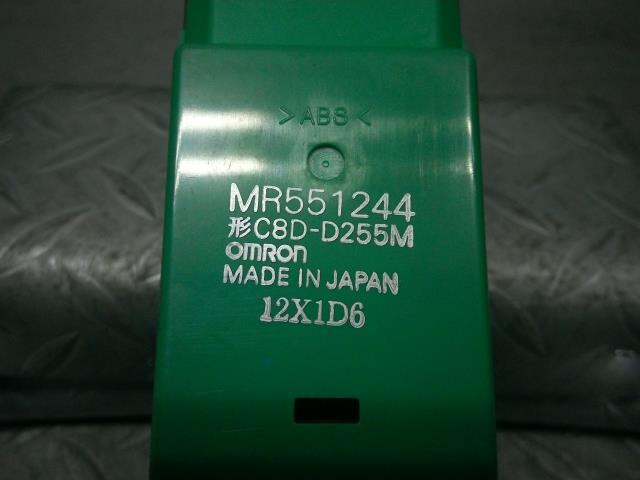 >ABS<
MR551244
形C8D-D255M
omron
MADE IN JAPAN
12X1D6